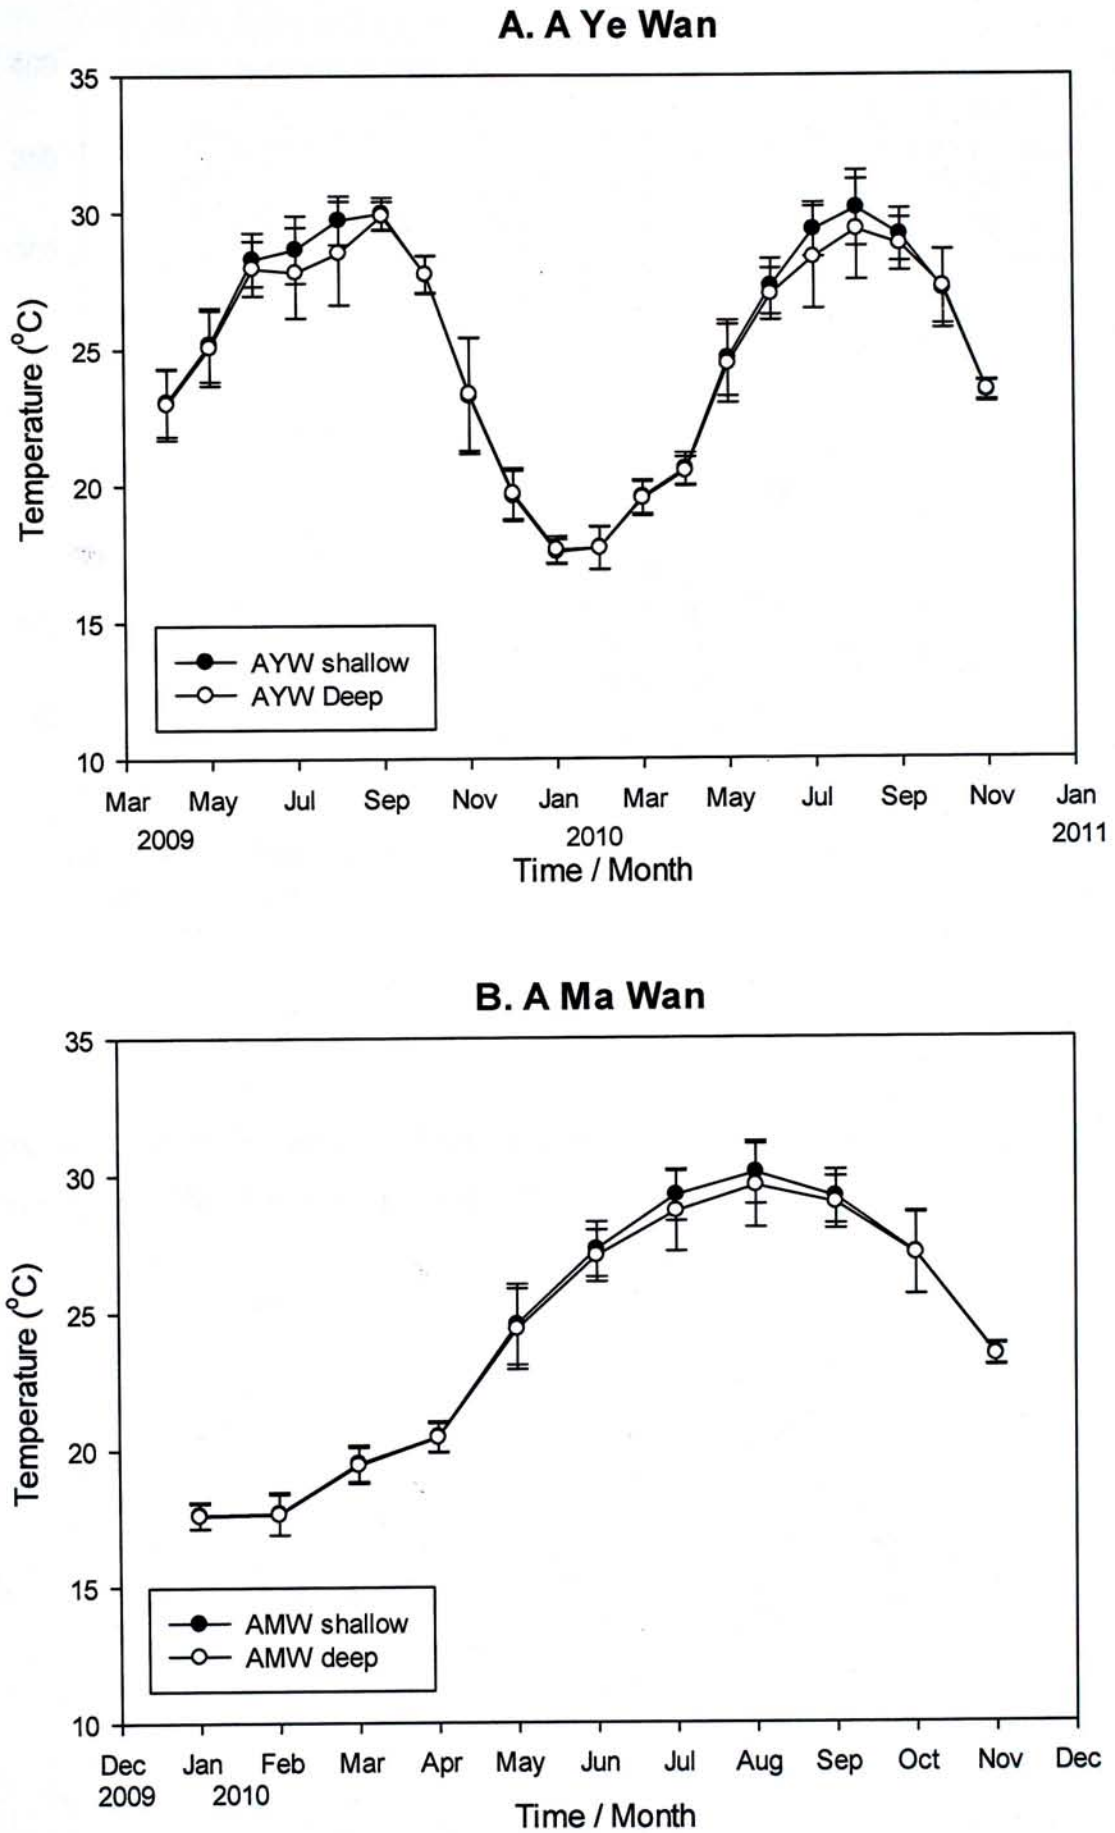 A. A Ye Wan
35
30
25
20
15
10
Temperature (°C)
AYW shallow
AYW Deep
Mar May Jul Sep Nov Jan Mar May Jul Sep Nov Jan
2009 2010 2011
Time / Month
B. A Ma Wan
35
30
25
20
15
10
Temperature (°C)
AMW shallow
AMW deep
Dec Jan Feb Mar Apr May Jun Jul Aug Sep Oct Nov Dec
2009 2010
Time / Month